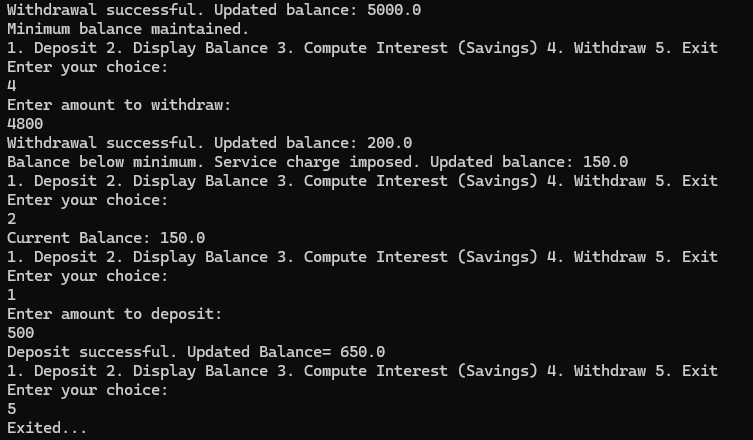 Withdrawal successful. Updated balance: 5000.0
Minimum balance maintained.
1. Deposit 2. Display Balance 3. Compute Interest (Savings) 4. Withdraw 5. Exit
Enter your choice:
4
Enter amount to withdraw:
4800
Withdrawal successful. Updated balance: 200.0
Balance below minimum. Service charge imposed. Updated balance: 150.0
1. Deposit 2. Display Balance 3. Compute Interest (Savings) 4. Withdraw 5. Exit
Enter your choice:
2
Current Balance: 150.0
1. Deposit 2. Display Balance 3. Compute Interest (Savings) 4. Withdraw 5. Exit
Enter your choice:
1
Enter amount to deposit:
500
Deposit successful. Updated Balance= 650.0
1. Deposit 2. Display Balance 3. Compute Interest (Savings) 4. Withdraw 5. Exit
Enter your choice:
5
Exited...